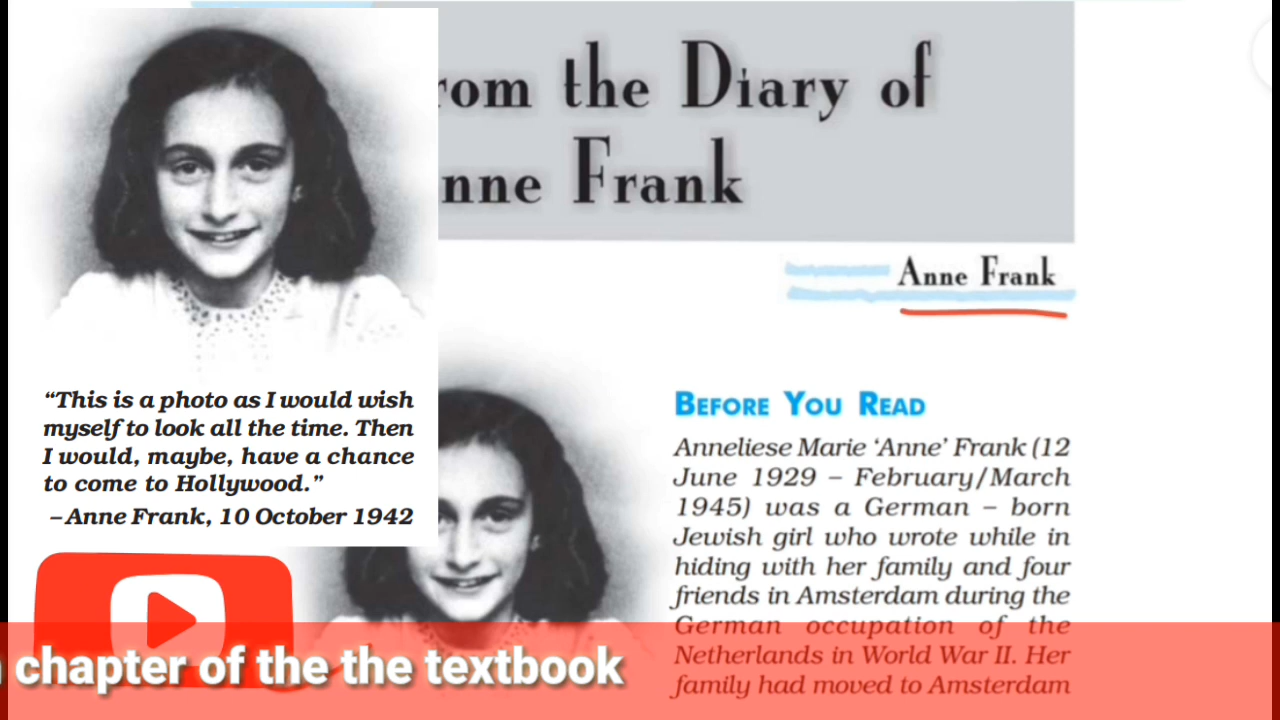 rom the Diary of
nne Frank
Anne Frank
"This is a photo as I would wish
myself to look all the time. Then
I would, maybe, have a chance
to come to Hollywood."
– Anne Frank, 10 October 1942
BEFORE YOU READ
Anneliese Marie 'Anne' Frank (12
June 1929 – February/March
1945) was a German – born
Jewish girl who wrote while in
hiding with her family and four
friends in Amsterdam during the
German occupation of the
Netherlands in World War II. Her
family had moved to Amsterdam
chapter of the the textbook